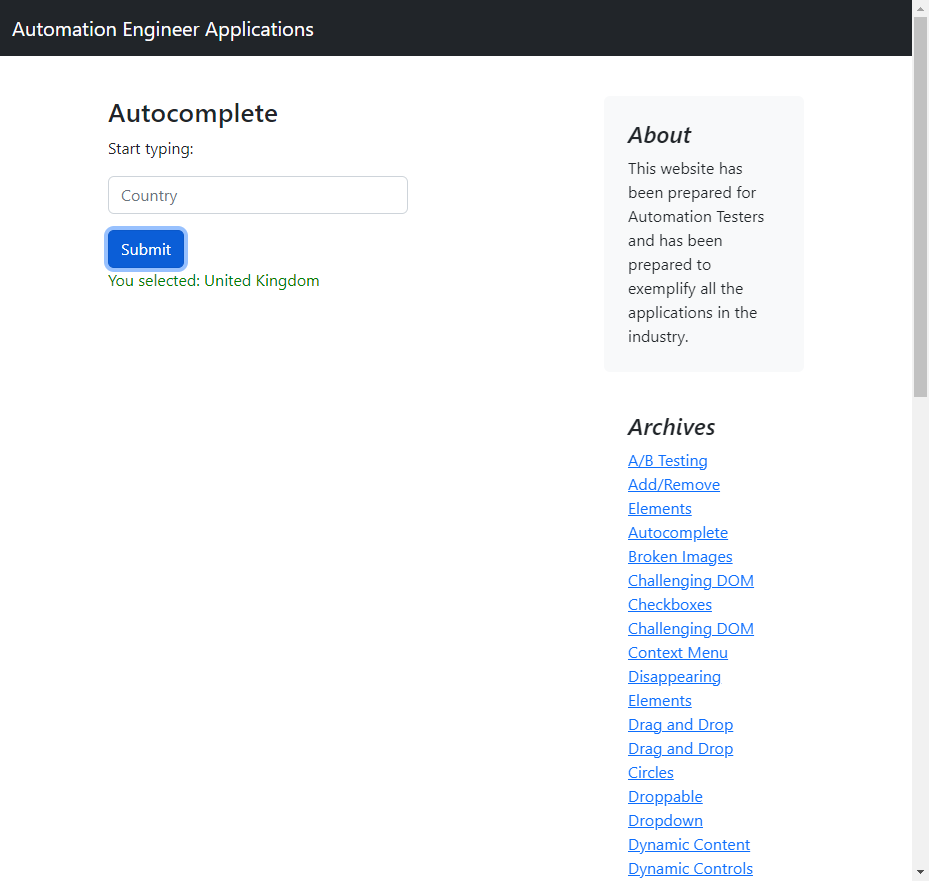 Automation Engineer Applications
Autocomplete
Start typing:
Country
Submit
You selected: United Kingdom
About
This website has
been prepared for
Automation Testers
and has been
prepared to
exemplify all the
applications in the
industry.
Archives
A/B Testing
Add/Remove
Elements
Autocomplete
Broken Images
Challenging DOM
Checkboxes
Challenging DOM
Context Menu
Disappearing
Elements
Drag and Drop
Drag and Drop
Circles
Droppable
Dropdown
Dynamic Content
Dynamic Controls